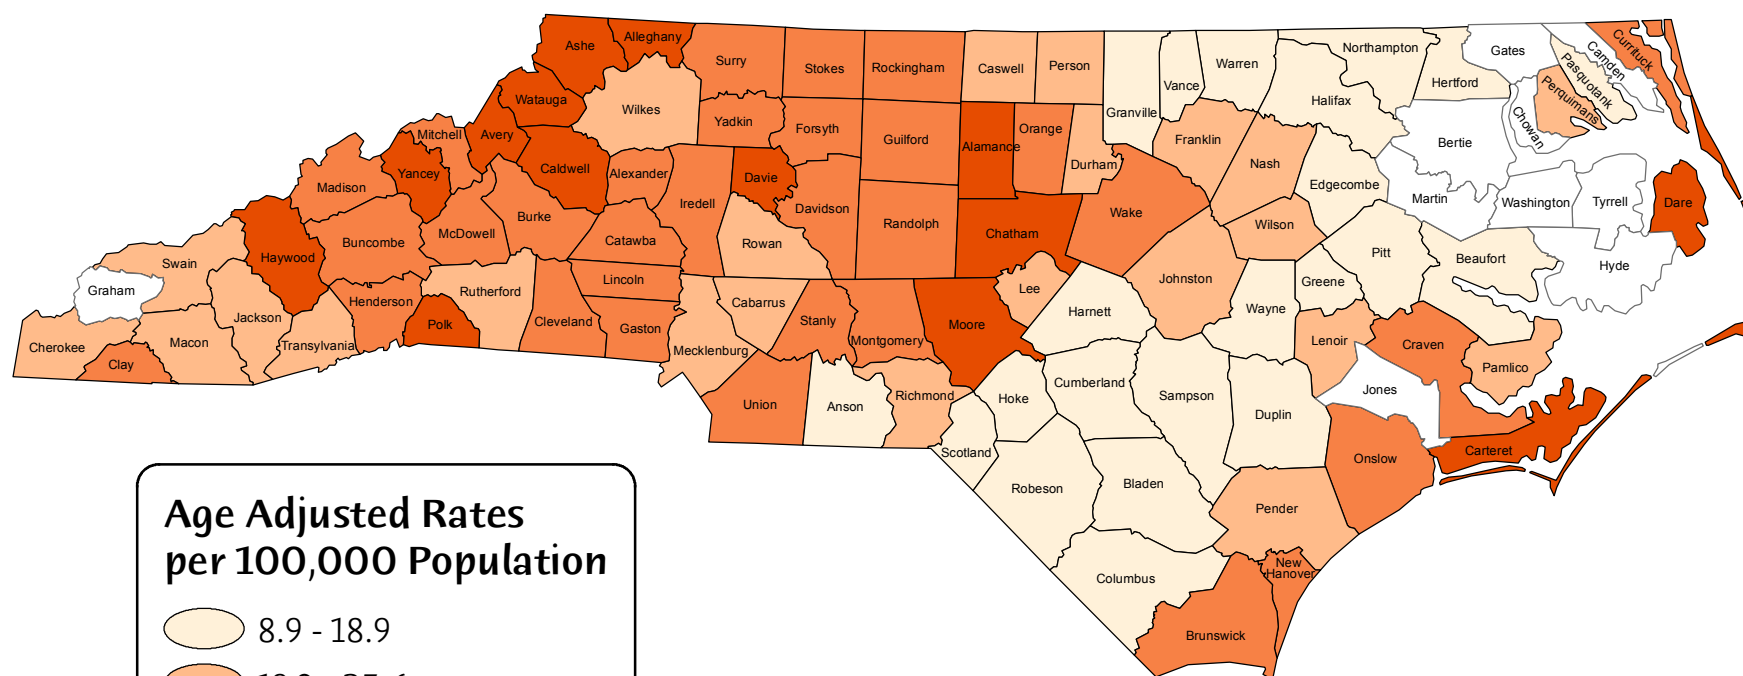 Ashe
Alleghany
Surry
Stokes
Rockingham
Caswell
Person
Granville
Vance
Warren
Northampton
Hertford
Gates
Camden
Currituck
Pasquotank
Perquimans
Chowan
Halifax
Bertie
Watauga
Wilkes
Yadkin
Forsyth
Guilford
Alamance
Orange
Durham
Franklin
Nash
Edgecombe
Martin
Washington
Tyrrell
Dare
Mitchell
Avery
Caldwell
Alexander
Davie
Iredell
Davidson
Randolph
Chatham
Wake
Wilson
Pitt
Beaufort
Hyde
Madison
Yancey
McDowell
Burke
Catawba
Rowan
Buncombe
Haywood
Swain
Graham
Jackson
Henderson
Rutherford
Lincoln
Cabarrus
Stanly
Montgomery
Moore
Lee
Harnett
Johnston
Wayne
Greene
Lenoir
Craven
Pamlico
Cherokee
Clay
Macon
Transylvania
Polk
Cleveland
Gaston
Mecklenburg
Union
Anson
Richmond
Hoke
Cumberland
Sampson
Duplin
Jones
Carteret
Onslow
Scotland
Robeson
Bladen
Pender
Columbus
New
Hanover
Brunswick
Age Adjusted Rates
per 100,000 Population
8.9 - 18.9